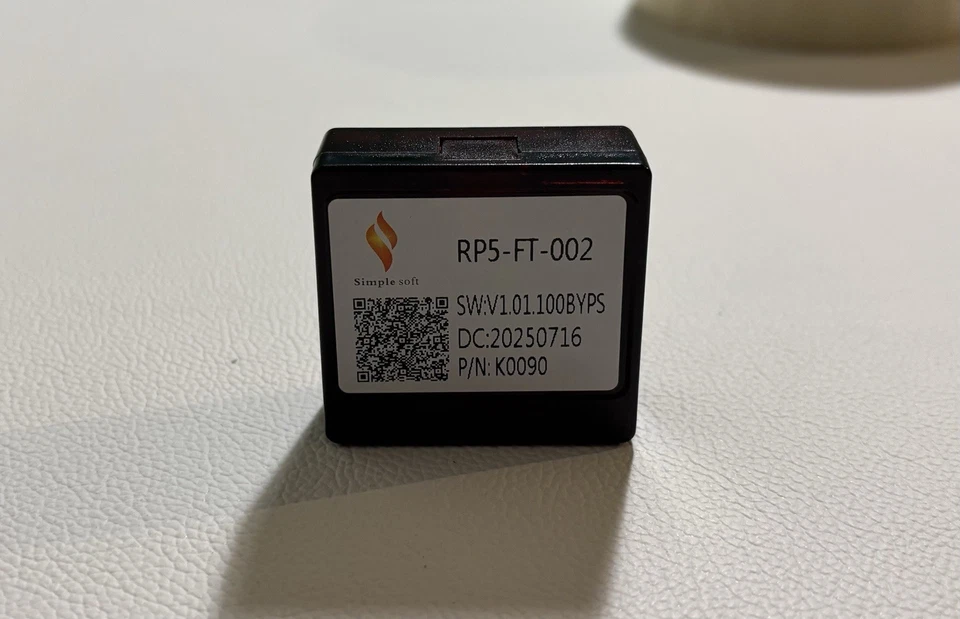 RP5-FT-002
Simple soft
SW:V1.01.100BYPS
DC:20250716
P/N: K0090